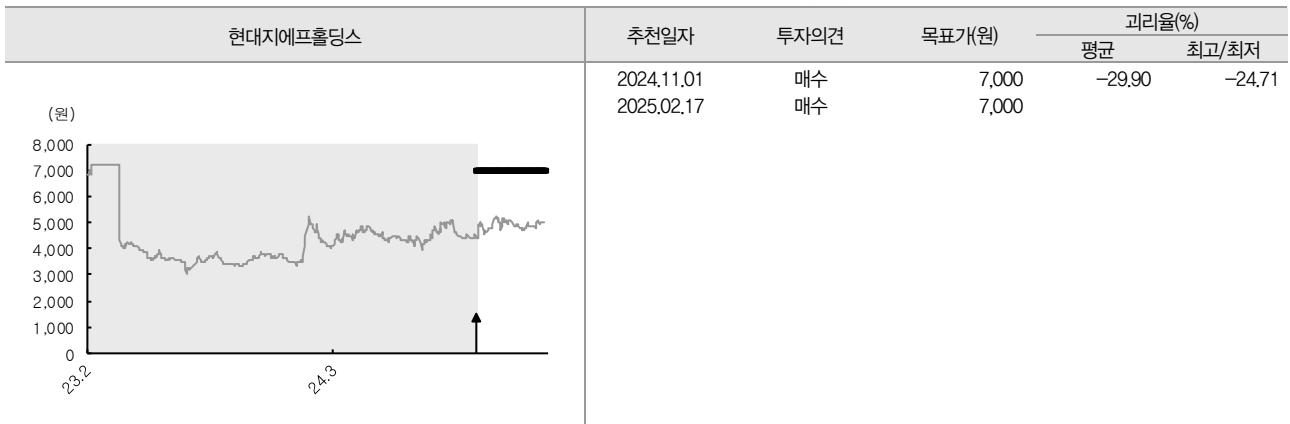 현대지에프홀딩스
추천일자 투자의견 목표가(원) 괴리율(%)
평균 최고/최저
2024.11.01 매수 7,000 -29.90 -24.71
2025.02.17 매수 7,000
(원)
8,000
7,000
6,000
5,000
4,000
3,000
2,000
1,000
0
23.2 24.3